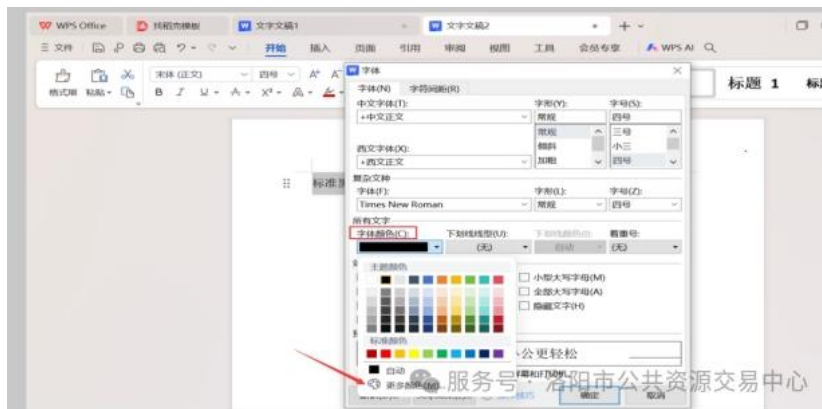 WPS Office 找稻壳模板 文字文稿1 文字文稿2
文件 开始 插入 页面 引用 审阅 视图 工具 会员专享 WPS AI
格式刷 粘贴 宋体 (正文) 四号 标题 1
字体
字体(N) 字符间距(R)
中文字体(T): 字形(Y): 字号(S):
+中文正文 常规 四号
常规 三号
倾斜 小三
西文字体(X): 加粗 四号
+西文正文
复杂文种
字体(F): 字形(L): 字号(Z):
Times New Roman 常规 四号
标准
所有文字
字体颜色(C): 下划线线型(U): 下划线颜色(I): 着重号:
(无) 自动 (无)
主题颜色
小型大写字母(M)
全部大写字母(A)
隐藏文字(H)
标准颜色
公更轻松
自动
更多颜色(M)...
服务号 · 洛阳市公共资源交易中心
确定 取消